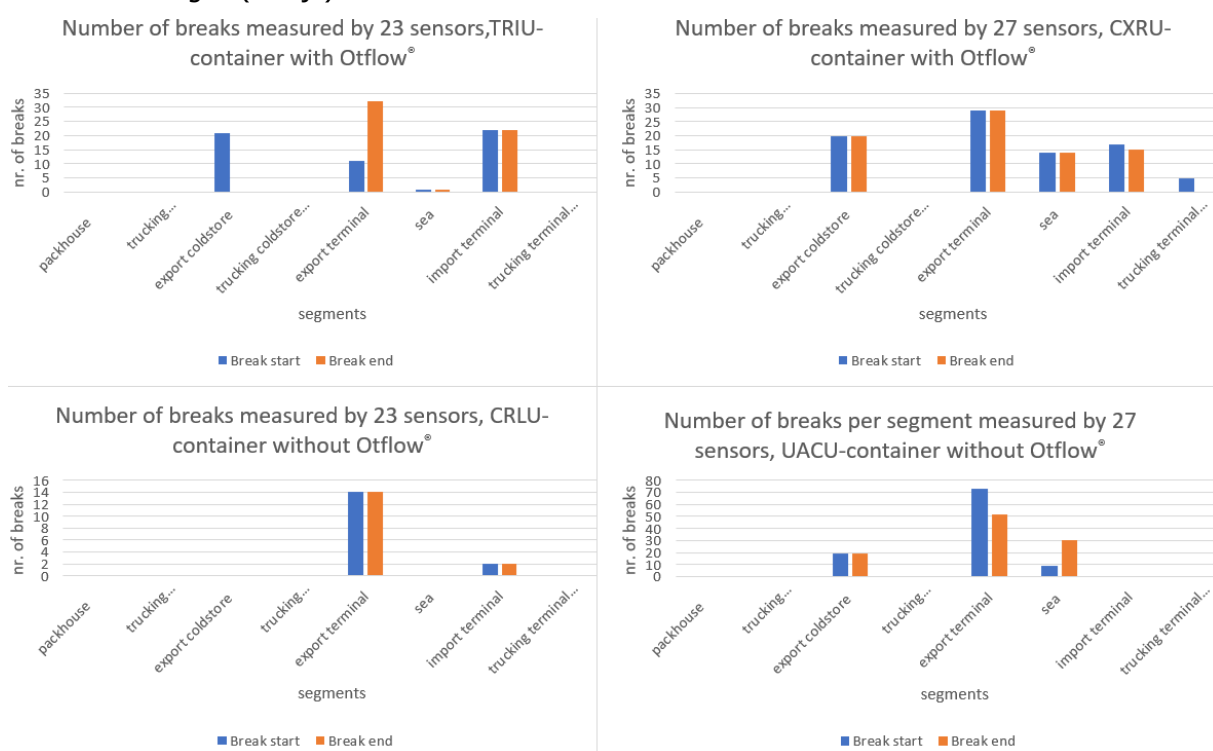 Number of breaks measured by 23 sensors,TRIU-
container with Otflow®
nr. of breaks
35
30
25
20
15
10
5
0
packhouse
trucking...
export coldstore
trucking coldstore...
export terminal
sea
import terminal
trucking terminal...
segments
Break start Break end
Number of breaks measured by 27 sensors, CXRU-
container with Otflow®
nr. of breaks
35
30
25
20
15
10
5
0
packhouse
trucking...
export coldstore
trucking coldstore...
export terminal
sea
import terminal
trucking terminal...
segments
Break start Break end
Number of breaks measured by 23 sensors, CRLU-
container without Otflow®
nr. of breaks
16
14
12
10
8
6
4
2
0
packhouse
trucking...
export coldstore
trucking...
export terminal
sea
import terminal
trucking terminal...
segments
Break start Break end
Number of breaks per segment measured by 27
sensors, UACU-container without Otflow®
nr. of breaks
80
70
60
50
40
30
20
10
0
packhouse
trucking...
export coldstore
trucking...
export terminal
sea
import terminal
trucking terminal...
segments
Break start Break end